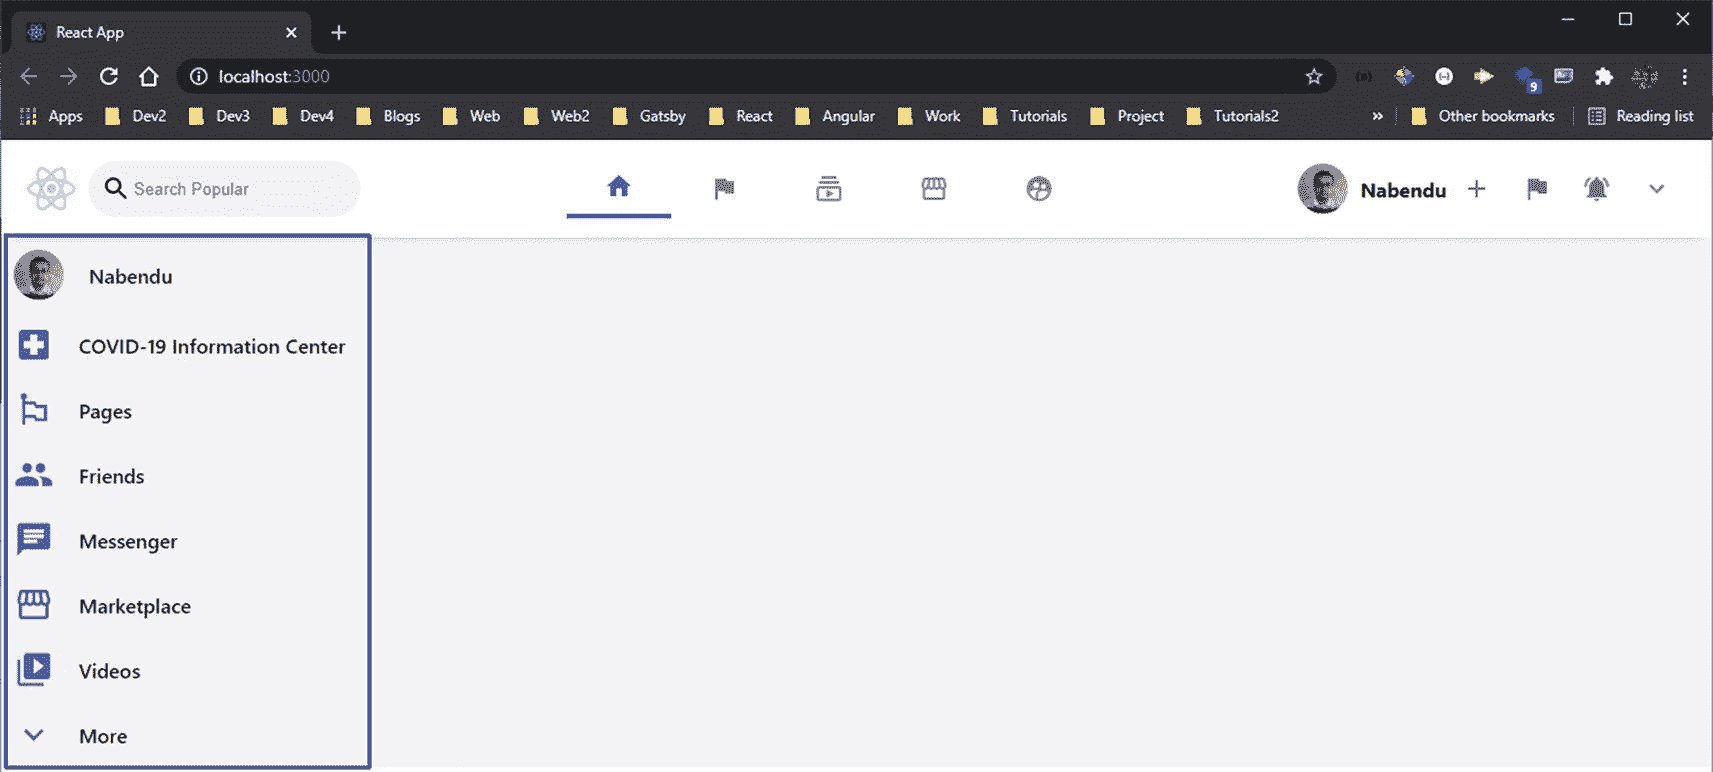 React App
localhost:3000
9
Apps Dev2 Dev3 Dev4 Blogs Web Web2 Gatsby React Angular Work Tutorials Project Tutorials2 » Other bookmarks Reading list
Search Popular Nabendu
Nabendu
COVID-19 Information Center
Pages
Friends
Messenger
Marketplace
Videos
More